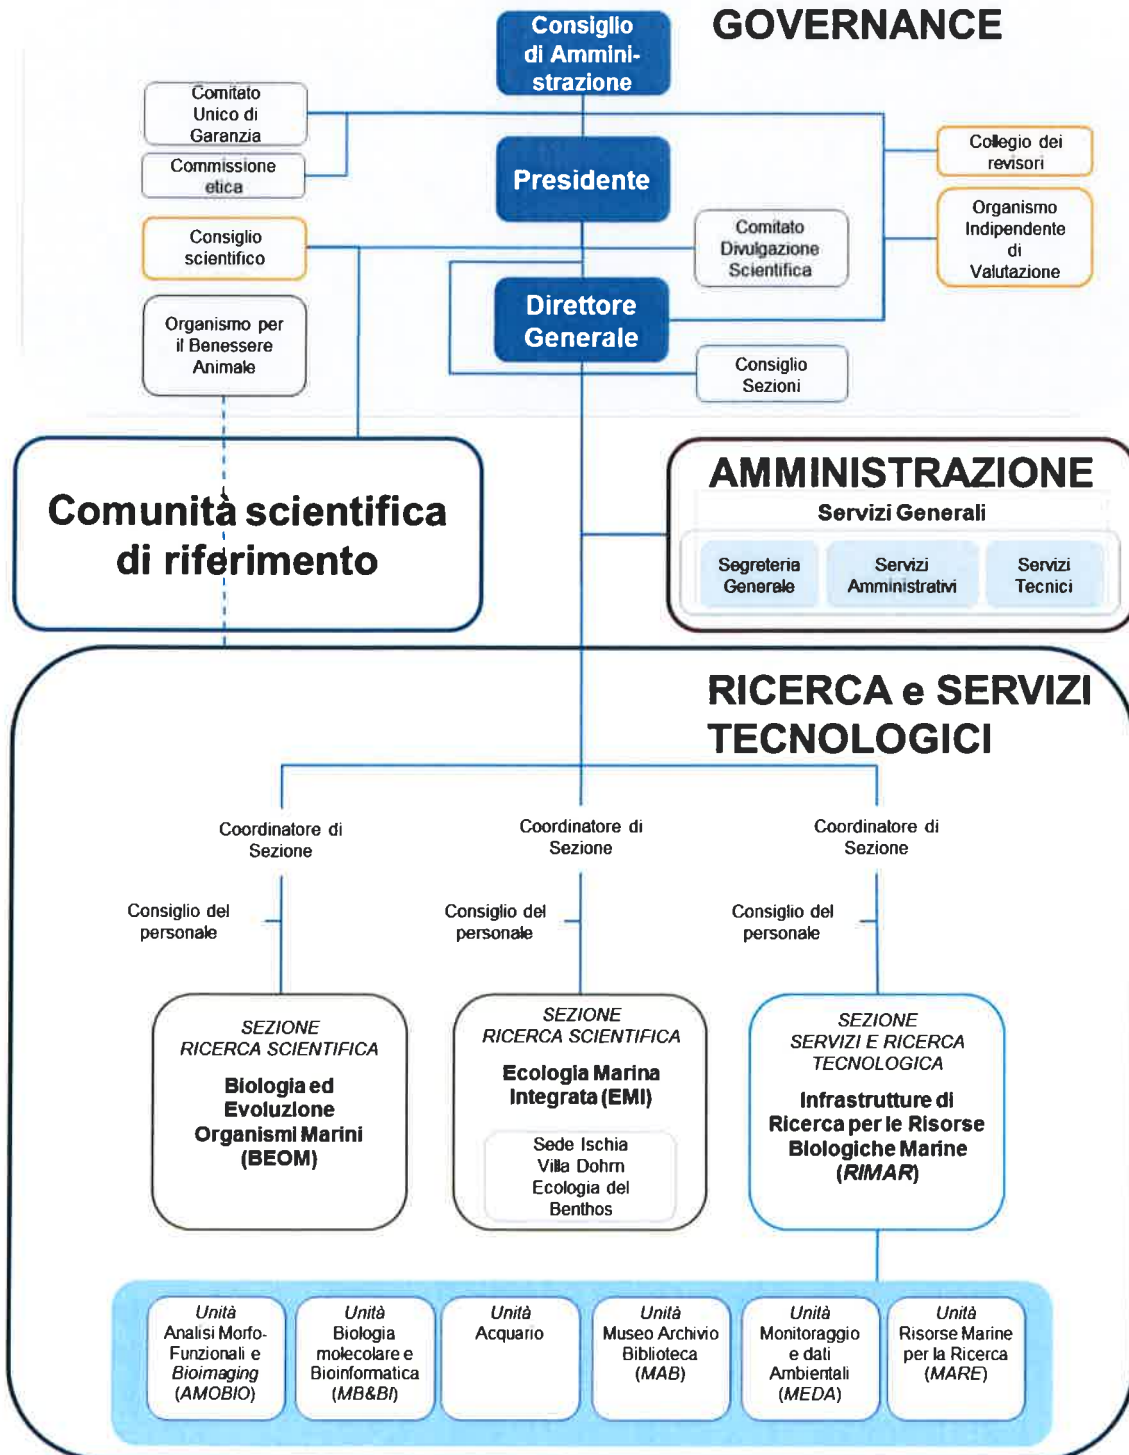 GOVERNANCE
Consiglio
di Ammini-
strazione
Comitato
Unico di
Garanzia
Commissione
etica
Presidente
Collegio dei
revisori
Consiglio
scientifico
Comitato
Divulgazione
Scientifica
Organismo
Indipendente
di
Valutazione
Organismo per
il Benessere
Animale
Direttore
Generale
Consiglio
Sezioni
Comunità scientifica
di riferimento
AMMINISTRAZIONE
Servizi Generali
Segreteria
Generale
Servizi
Amministrativi
Servizi
Tecnici
RICERCA e SERVIZI
TECNOLOGICI
Coordinatore di
Sezione
Coordinatore di
Sezione
Coordinatore di
Sezione
Consiglio del
personale
Consiglio del
personale
Consiglio del
personale
SEZIONE
RICERCA SCIENTIFICA
Biologia ed
Evoluzione
Organismi Marini
(BEOM)
SEZIONE
RICERCA SCIENTIFICA
Ecologia Marina
Integrata (EMI)
Sede Ischia
Villa Dohrn
Ecologia del
Benthos
SEZIONE
SERVIZI E RICERCA
TECNOLOGICA
Infrastrutture di
Ricerca per le Risorse
Biologiche Marine
(RIMAR)
Unità
Analisi Morfo-
Funzionali e
Bioimaging
(AMOBIO)
Unità
Biologia
molecolare e
Bioinformatica
(MB&BI)
Unità
Acquario
Unità
Museo Archivio
Biblioteca
(MAB)
Unità
Monitoraggio
e dati
Ambientali
(MEDA)
Unità
Risorse Marine
per la Ricerca
(MARE)